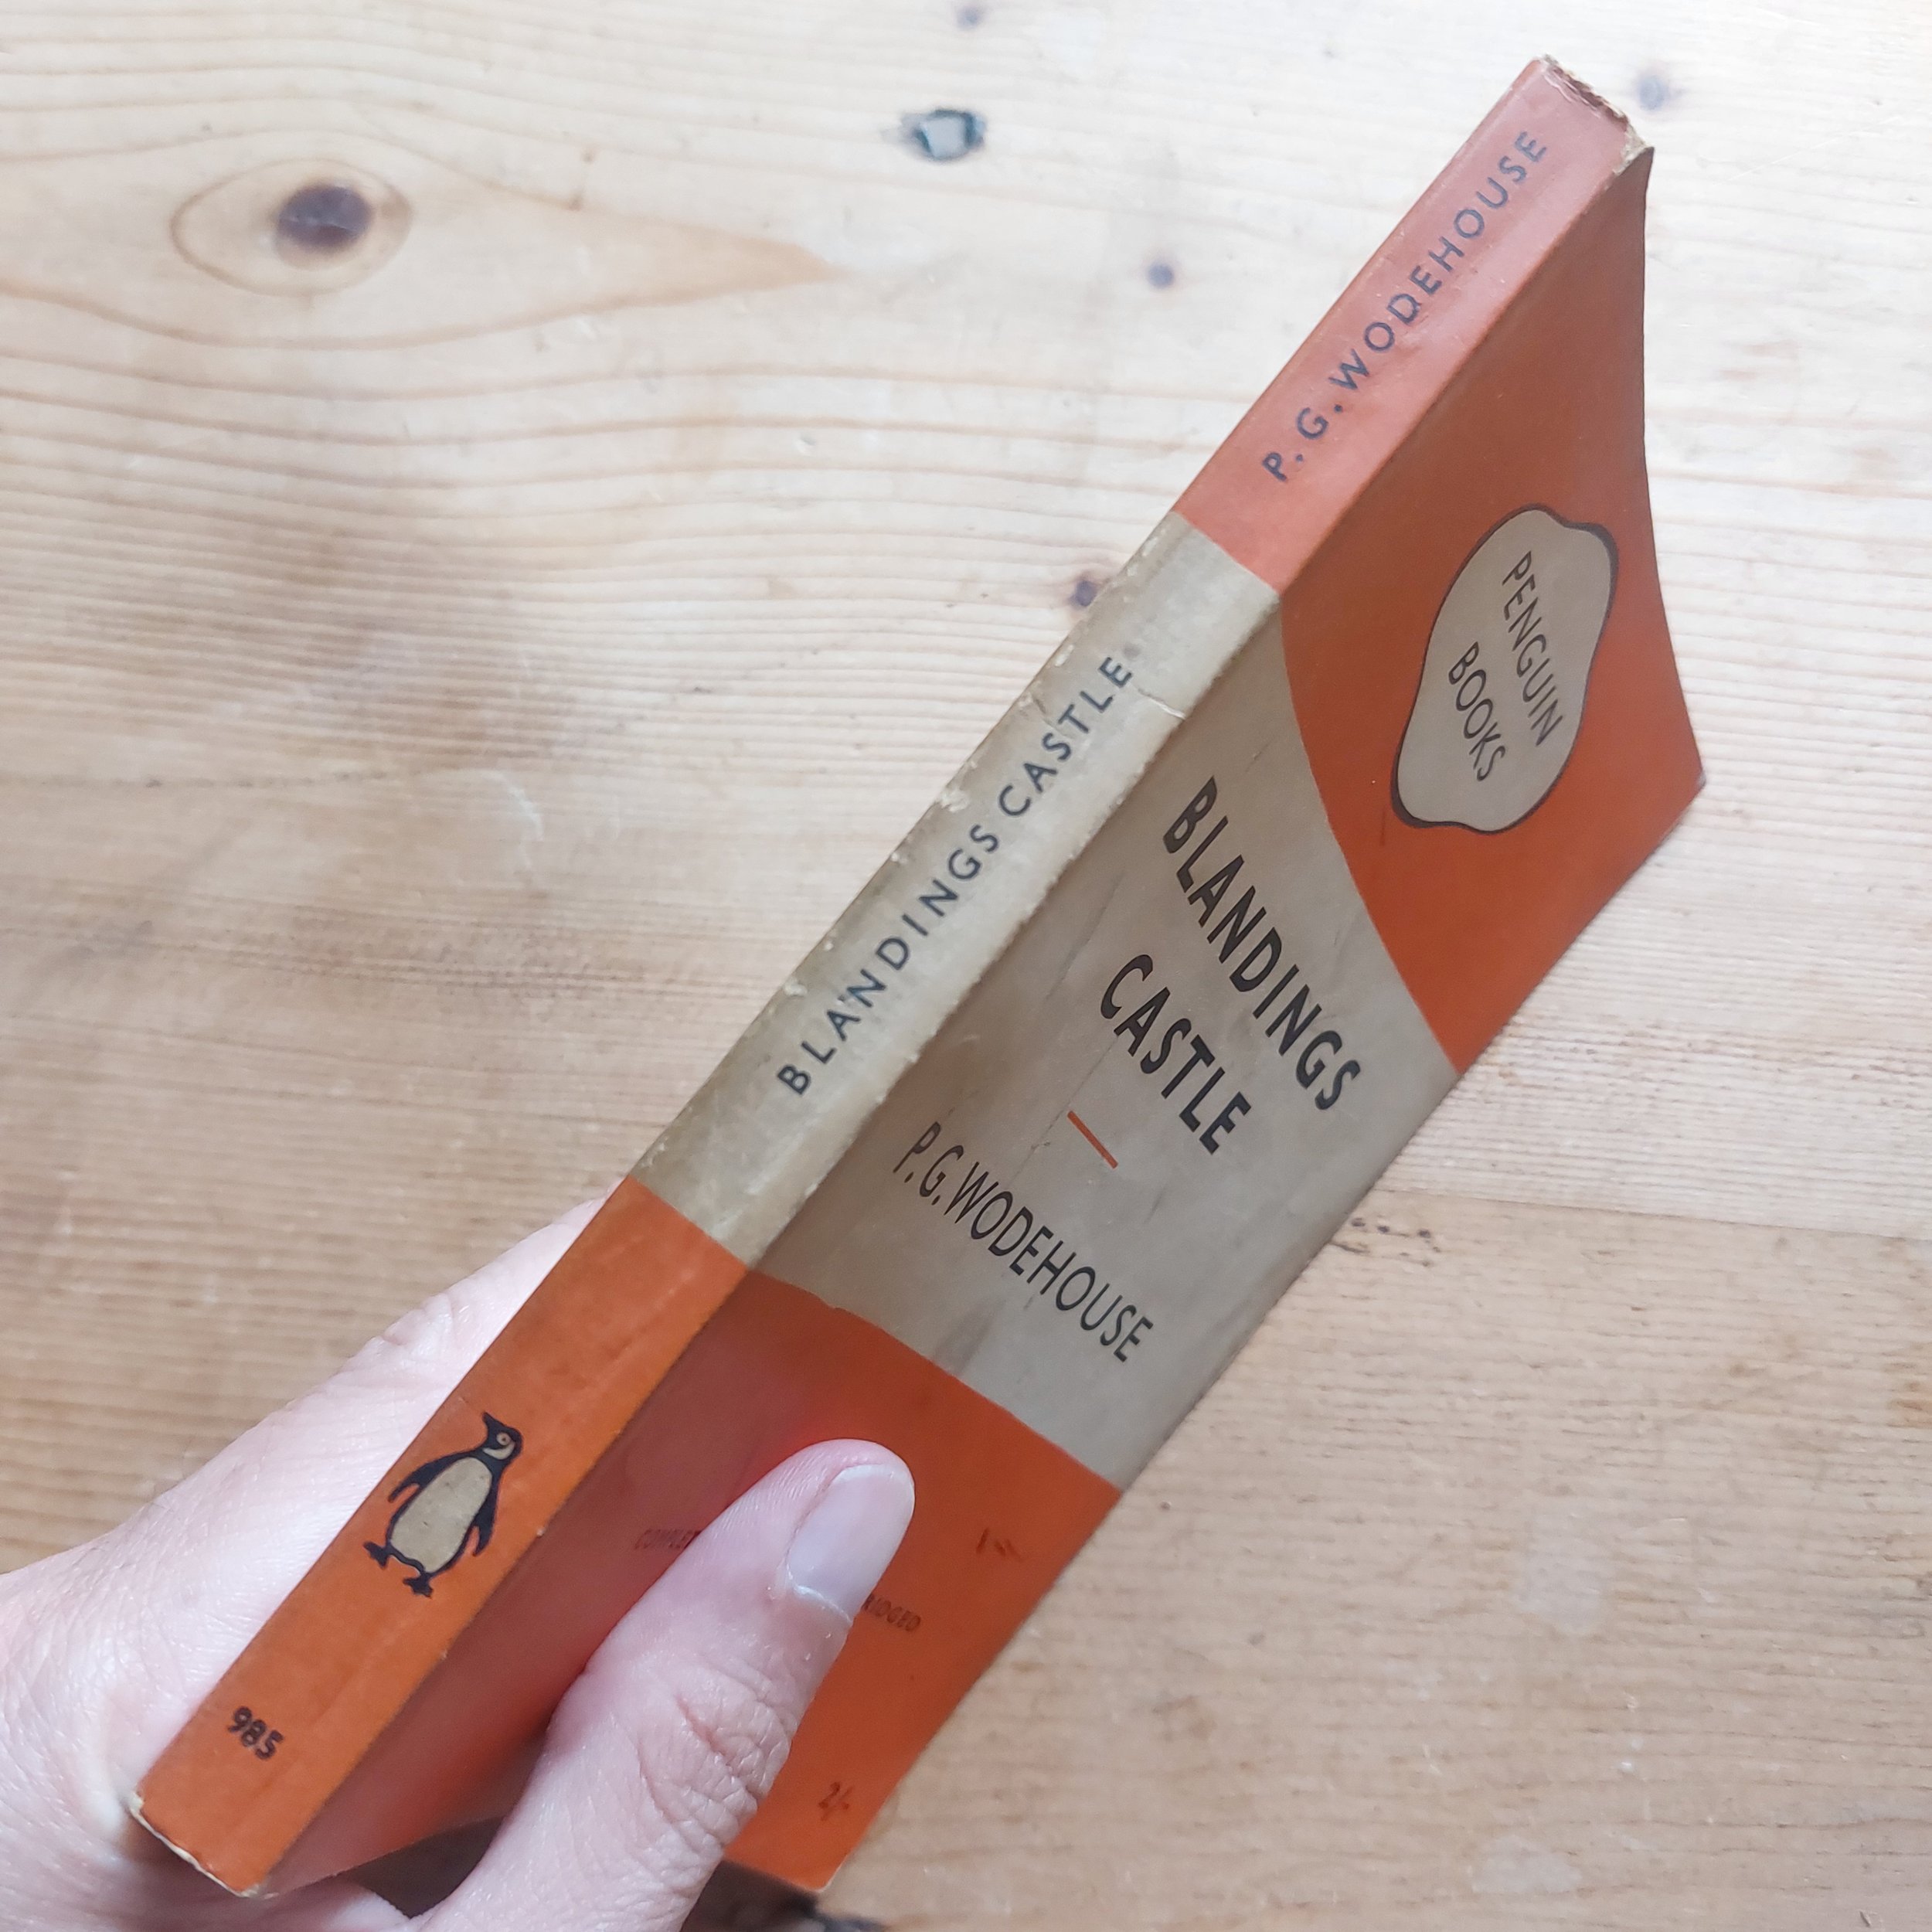 P. G. WODEHOUSE
BLANDINGS CASTLE
985
PENGUIN
BOOKS
BLANDINGS
CASTLE
P.G. WODEHOUSE
2/-